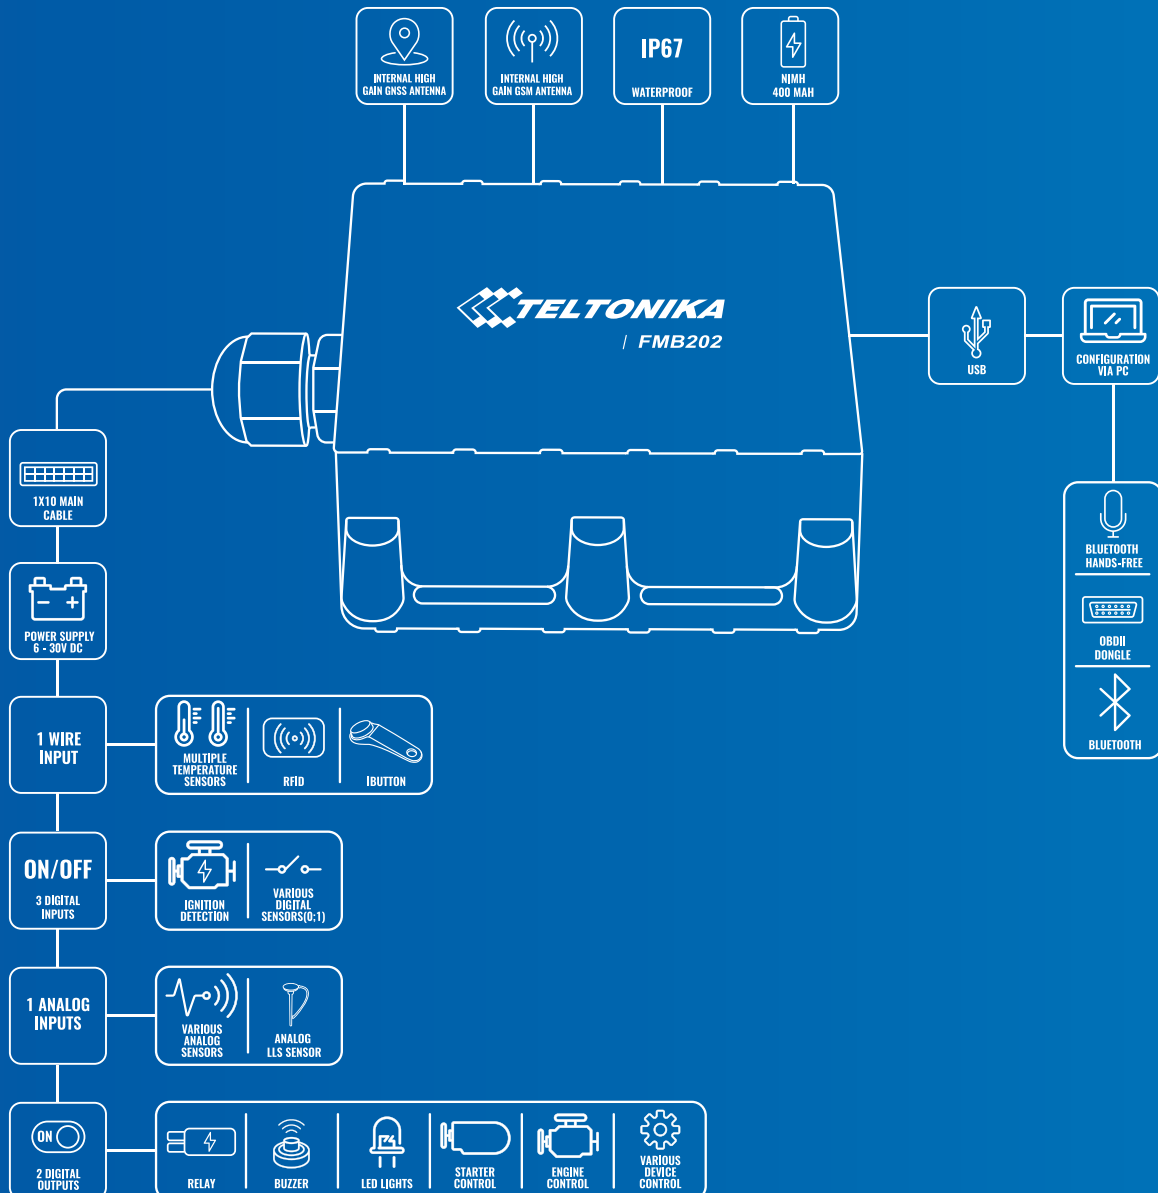 INTERNAL HIGH
GAIN GNSS ANTENNA
INTERNAL HIGH
GAIN GSM ANTENNA
IP67
WATERPROOF
NIMH
400 MAH
TELTONIKA
/ FMB202
USB
CONFIGURATION
VIA PC
BLUETOOTH
HANDS-FREE
OBDII
DONGLE
BLUETOOTH
1X10 MAIN
CABLE
POWER SUPPLY
6 - 30V DC
1 WIRE
INPUT
MULTIPLE
TEMPERATURE
SENSORS
RFID
IBUTTON
ON/OFF
3 DIGITAL
INPUTS
IGNITION
DETECTION
VARIOUS
DIGITAL
SENSORS(0;1)
1 ANALOG
INPUTS
VARIOUS
ANALOG
SENSORS
ANALOG
LLS SENSOR
ON
2 DIGITAL
OUTPUTS
RELAY
BUZZER
LED LIGHTS
STARTER
CONTROL
ENGINE
CONTROL
VARIOUS
DEVICE
CONTROL